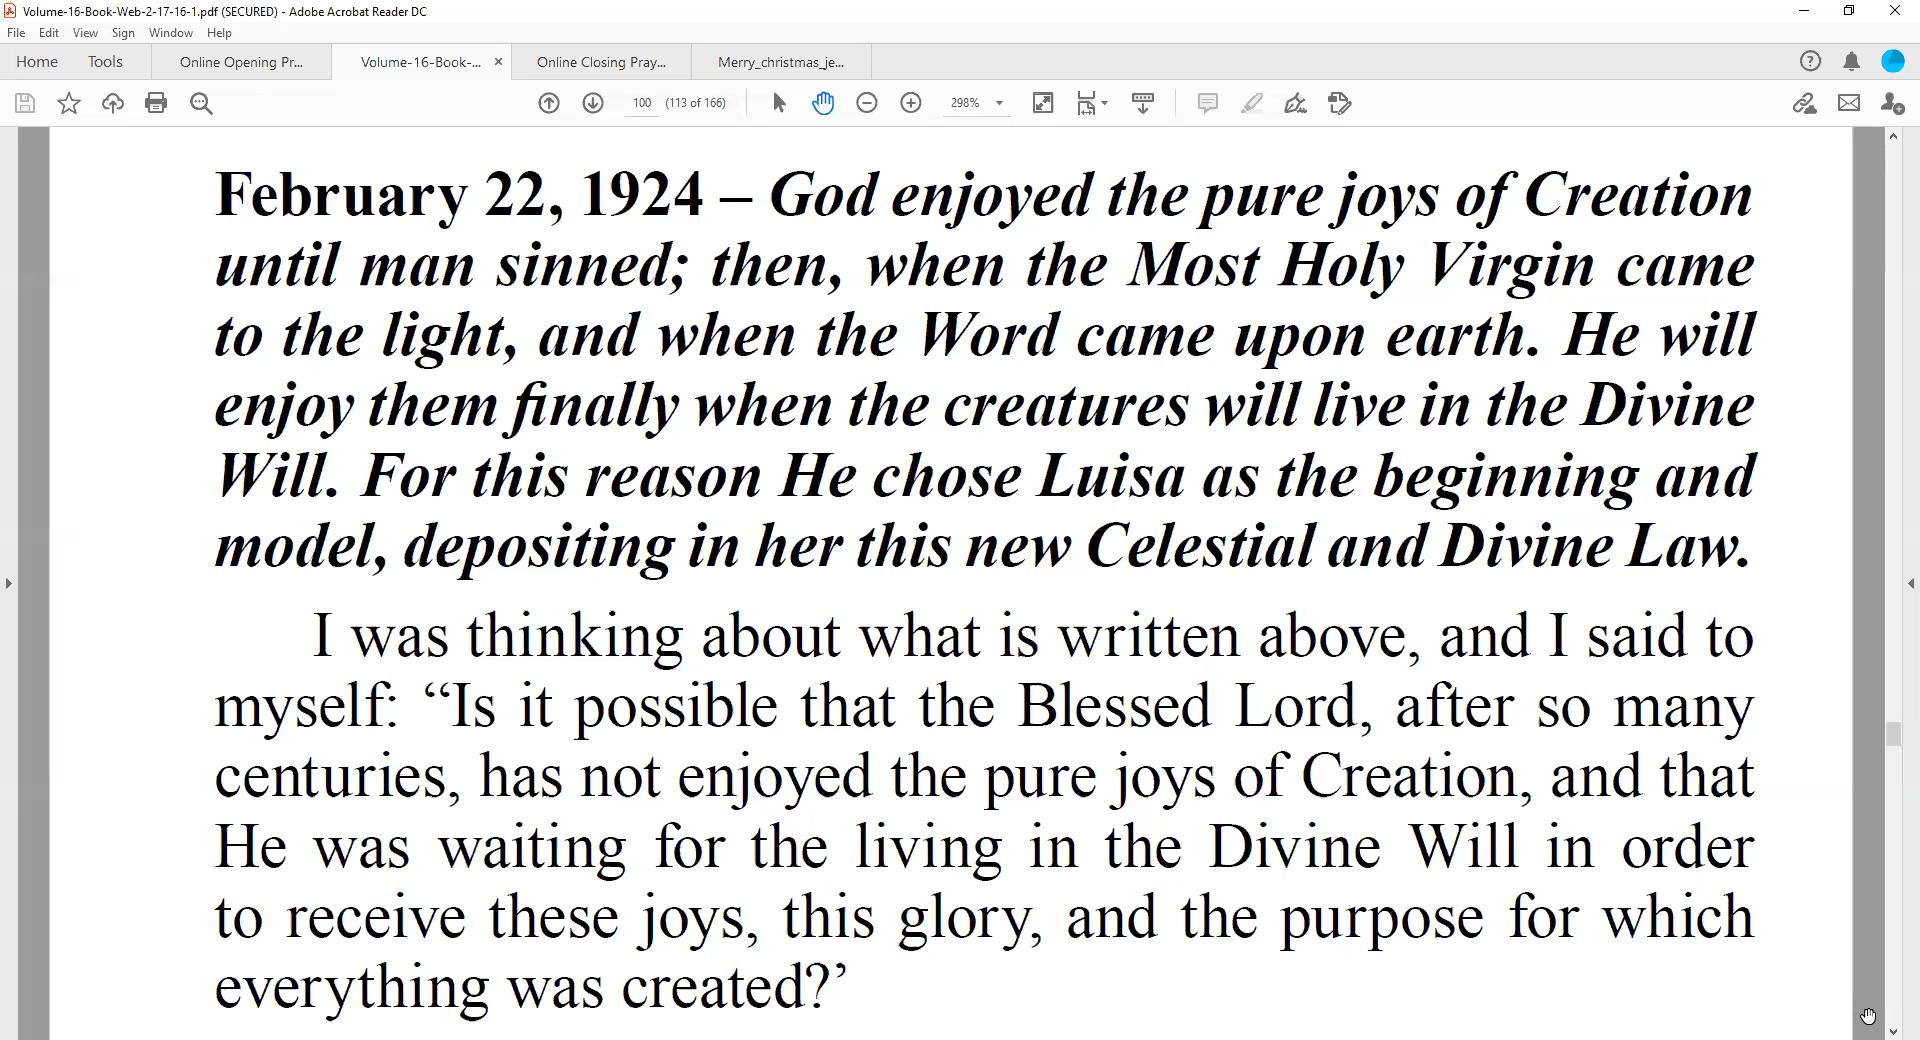 Volume-16-Book-Web-2-17-16-1.pdf (SECURED) - Adobe Acrobat Reader DC
File Edit View Sign Window Help
Home Tools Online Opening Pr... Volume-16-Book-... × Online Closing Pray... Merry_christmas_je...
100 (113 of 166) 298%
February 22, 1924 – God enjoyed the pure joys of Creation
until man sinned; then, when the Most Holy Virgin came
to the light, and when the Word came upon earth. He will
enjoy them finally when the creatures will live in the Divine
Will. For this reason He chose Luisa as the beginning and
model, depositing in her this new Celestial and Divine Law.
I was thinking about what is written above, and I said to
myself: “Is it possible that the Blessed Lord, after so many
centuries, has not enjoyed the pure joys of Creation, and that
He was waiting for the living in the Divine Will in order
to receive these joys, this glory, and the purpose for which
everything was created?’